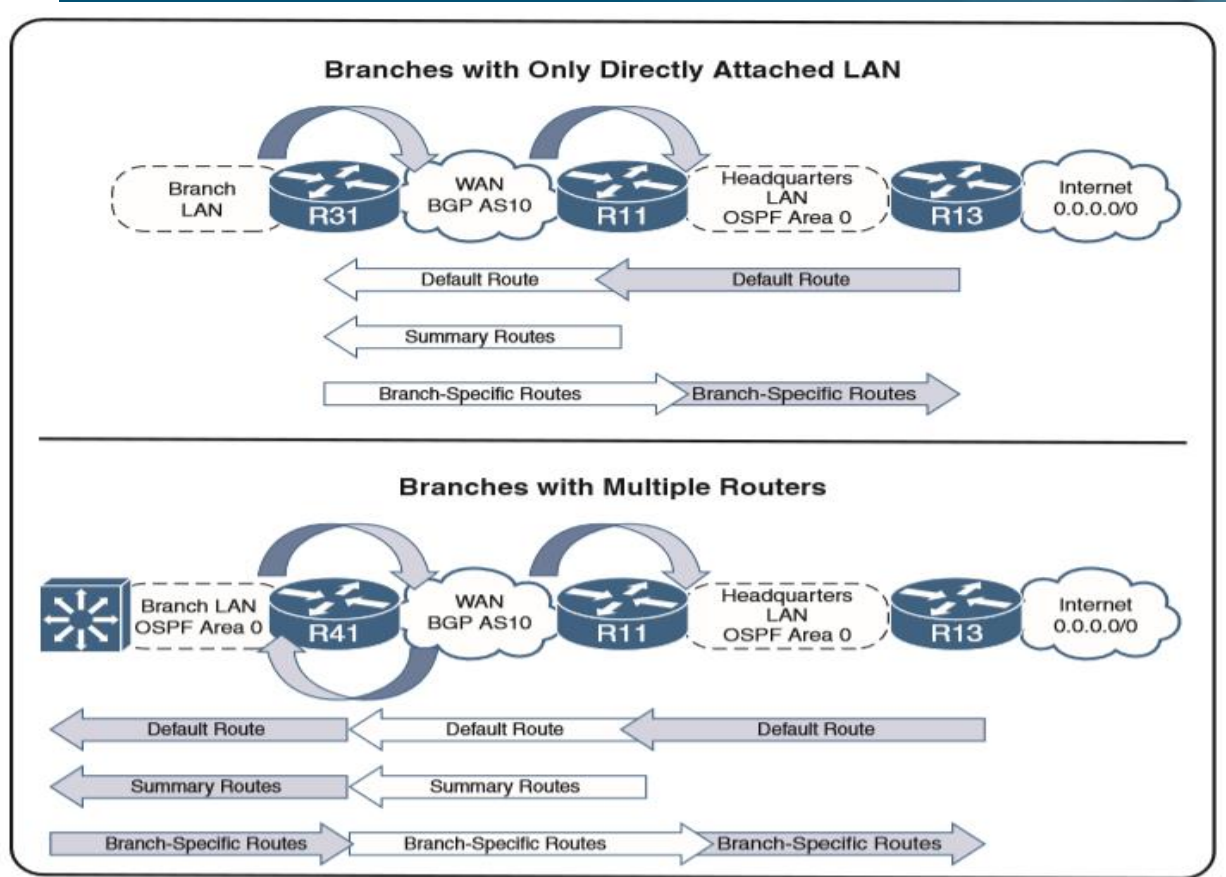 Branches with Only Directly Attached LAN
Branch
LAN
R31
WAN
BGP AS10
R11
Headquarters
LAN
OSPF Area 0
R13
Internet
0.0.0.0/0
Default Route
Default Route
Summary Routes
Branch-Specific Routes
Branch-Specific Routes
Branches with Multiple Routers
Branch LAN
OSPF Area 0
R41
WAN
BGP AS10
R11
Headquarters
LAN
OSPF Area 0
R13
Internet
0.0.0.0/0
Default Route
Default Route
Default Route
Summary Routes
Summary Routes
Branch-Specific Routes
Branch-Specific Routes
Branch-Specific Routes